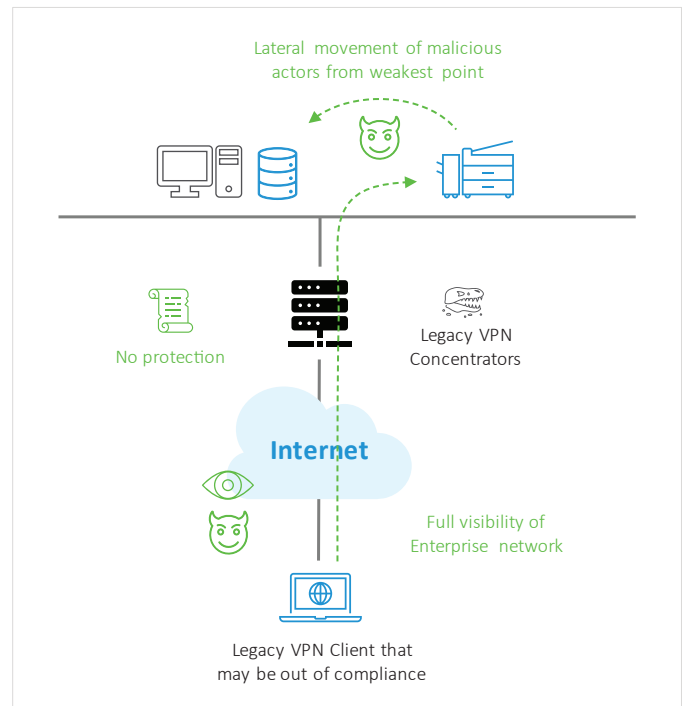 Lateral movement of malicious
actors from weakest point
No protection
Legacy VPN
Concentrators
Internet
Full visibility of
Enterprise network
Legacy VPN Client that
may be out of compliance